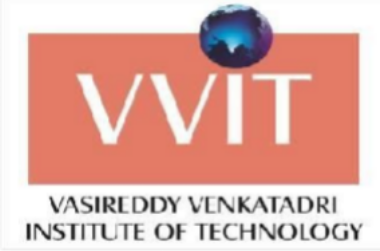 VVIT
VASIREDDY VENKATADRI
INSTITUTE OF TECHNOLOGY